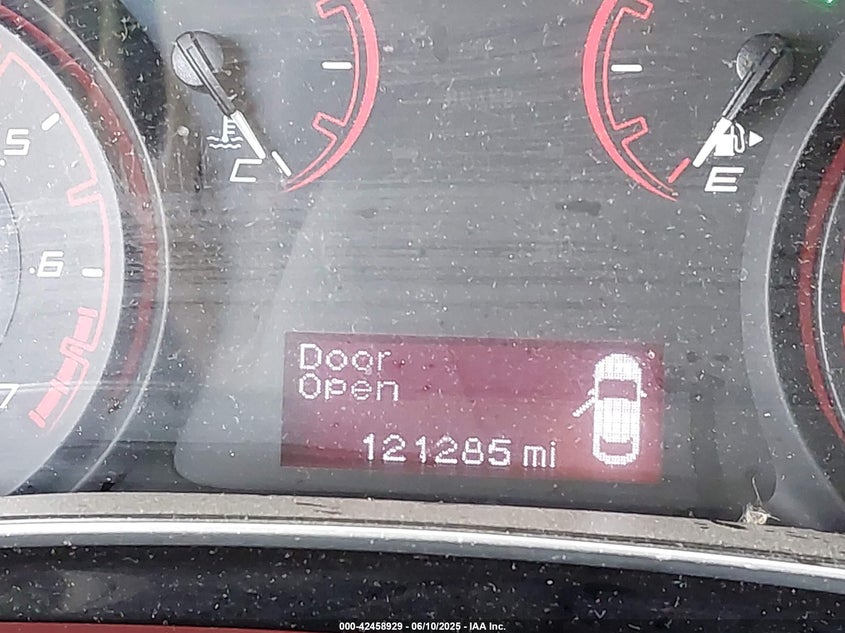 .5
C
E
.6
7
Door
Open
121285 mi
000-42458929 - 06/10/2025 - IAA Inc.